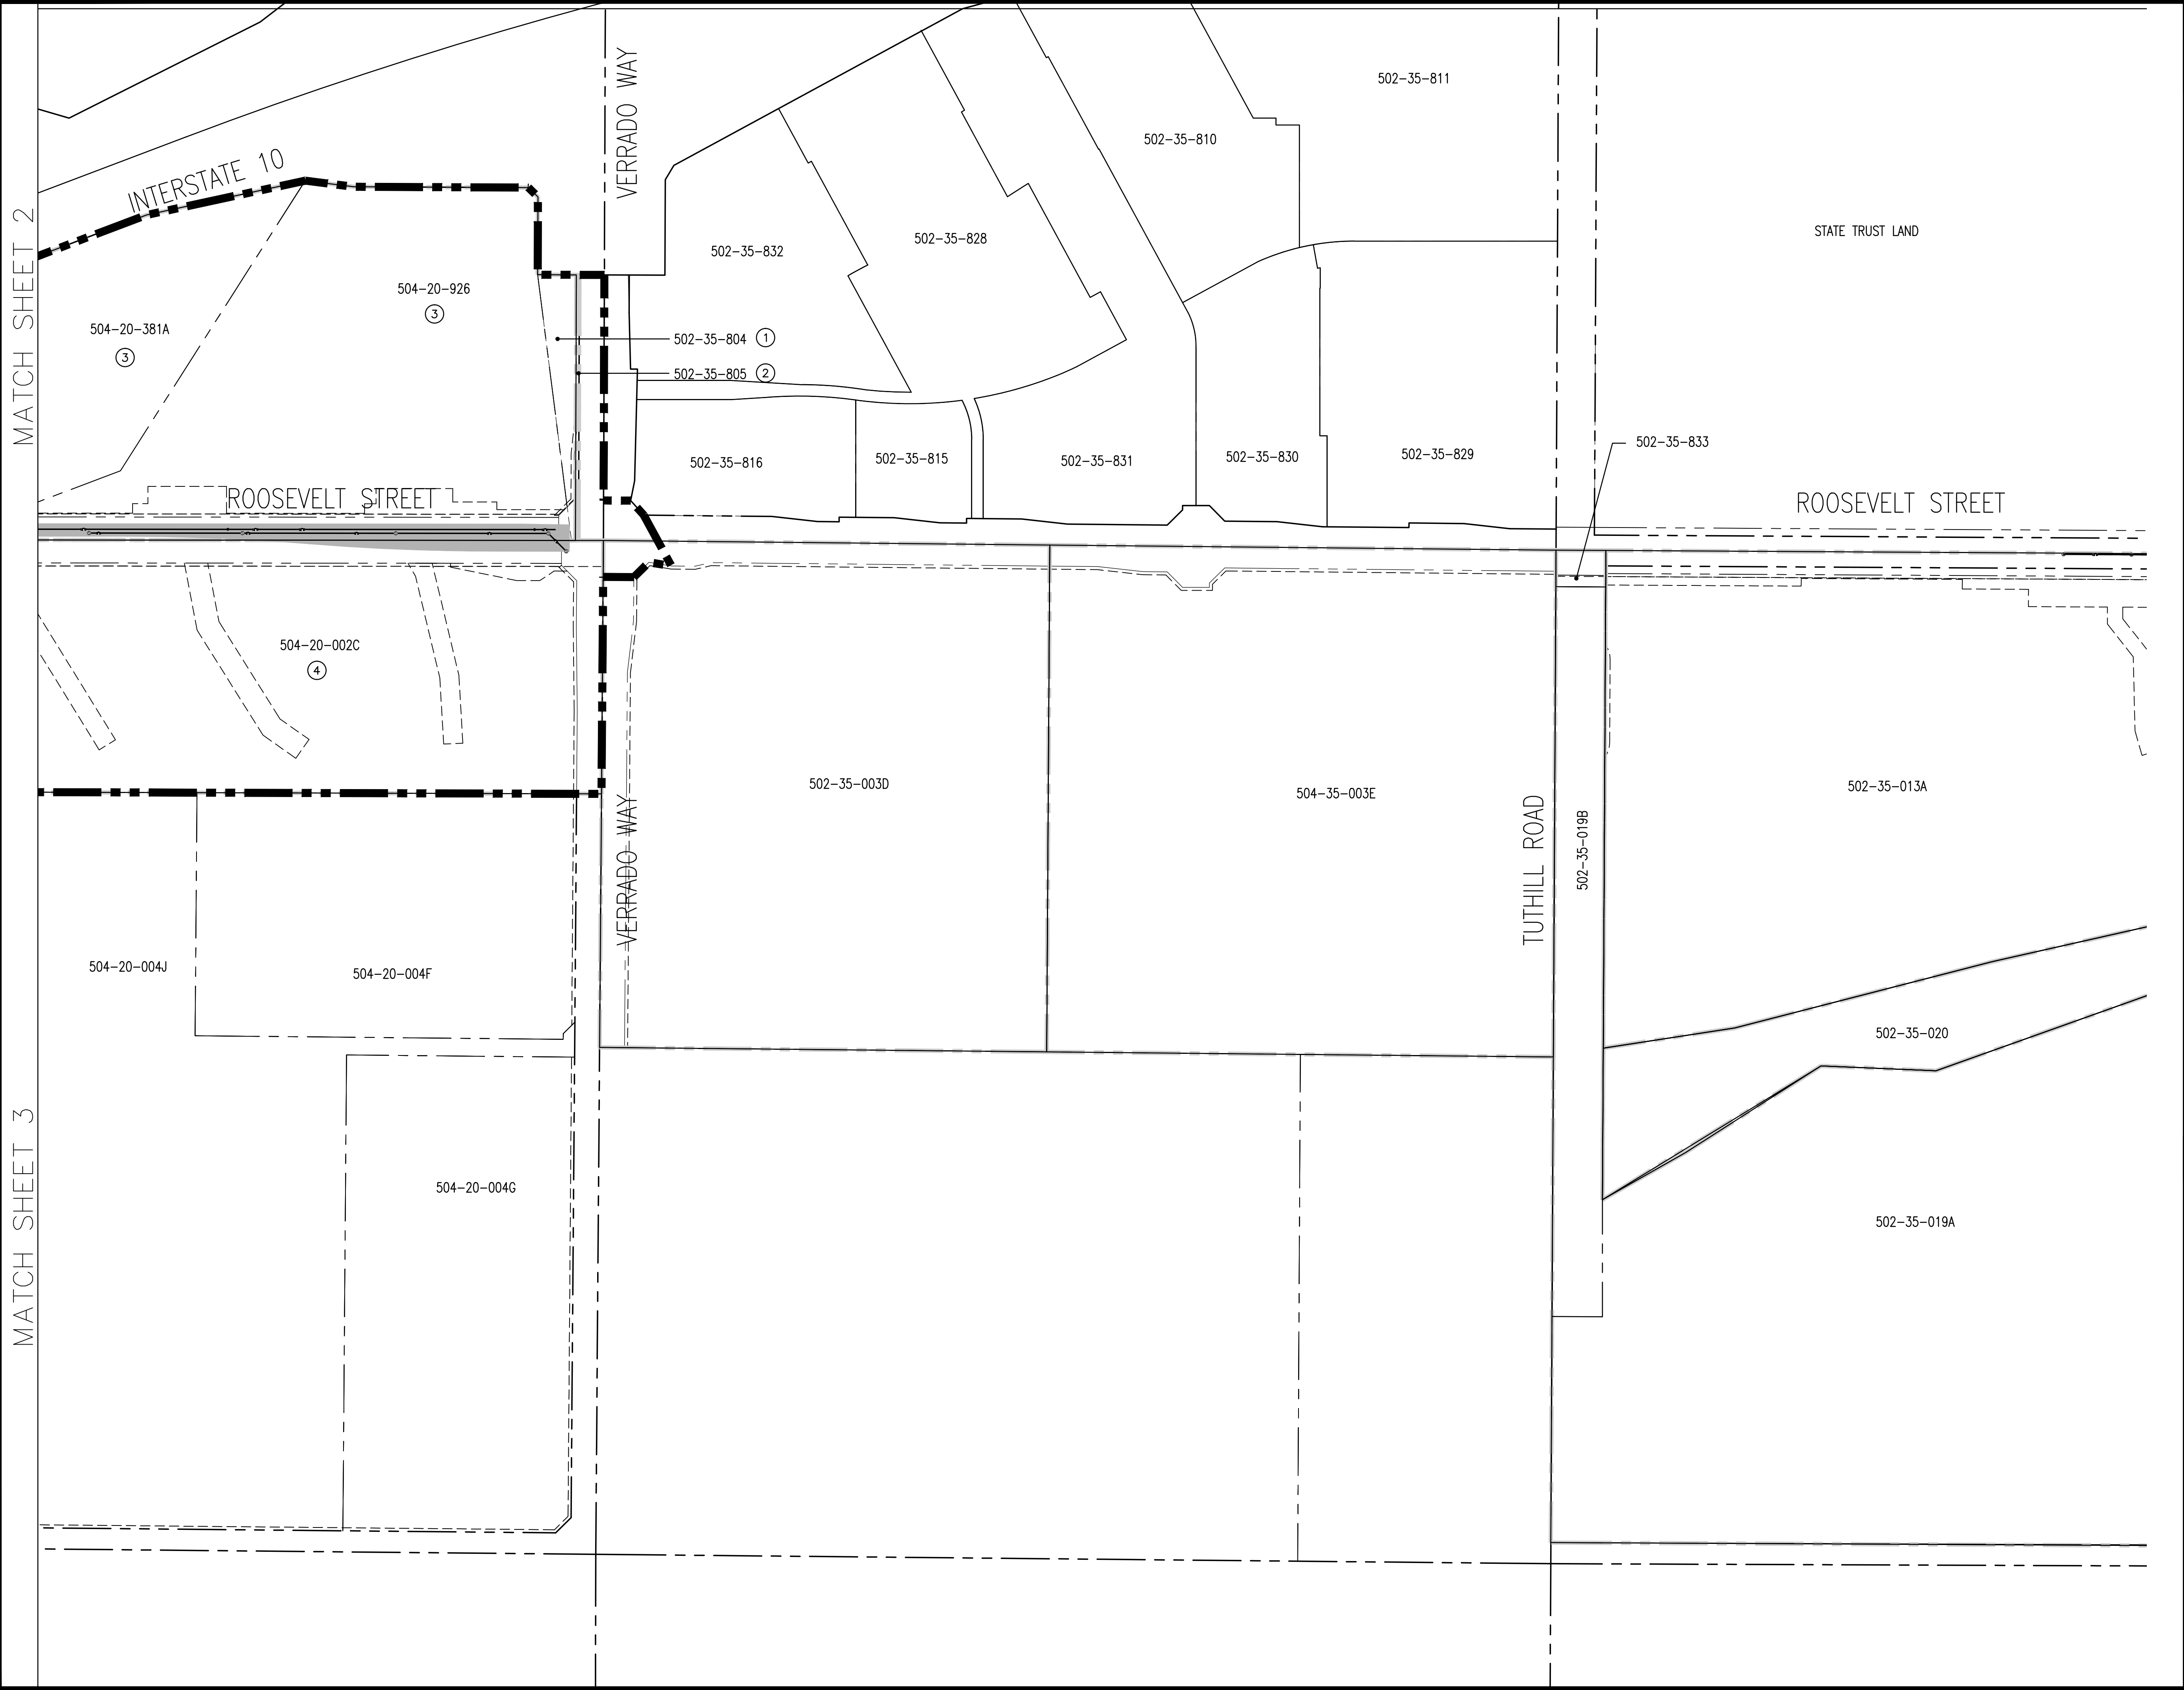 VERRADO WAY
502-35-811
502-35-810
INTERSTATE 10
MATCH SHEET 2
STATE TRUST LAND
502-35-832
502-35-828
504-20-926
3
504-20-381A
3
502-35-804 1
502-35-805 2
502-35-816
502-35-815
502-35-831
502-35-830
502-35-829
502-35-833
ROOSEVELT STREET
ROOSEVELT STREET
504-20-002C
4
502-35-003D
504-35-003E
502-35-013A
VERRADO WAY
TUTHILL ROAD
502-35-019B
504-20-004J
504-20-004F
502-35-020
MATCH SHEET 3
504-20-004G
502-35-019A